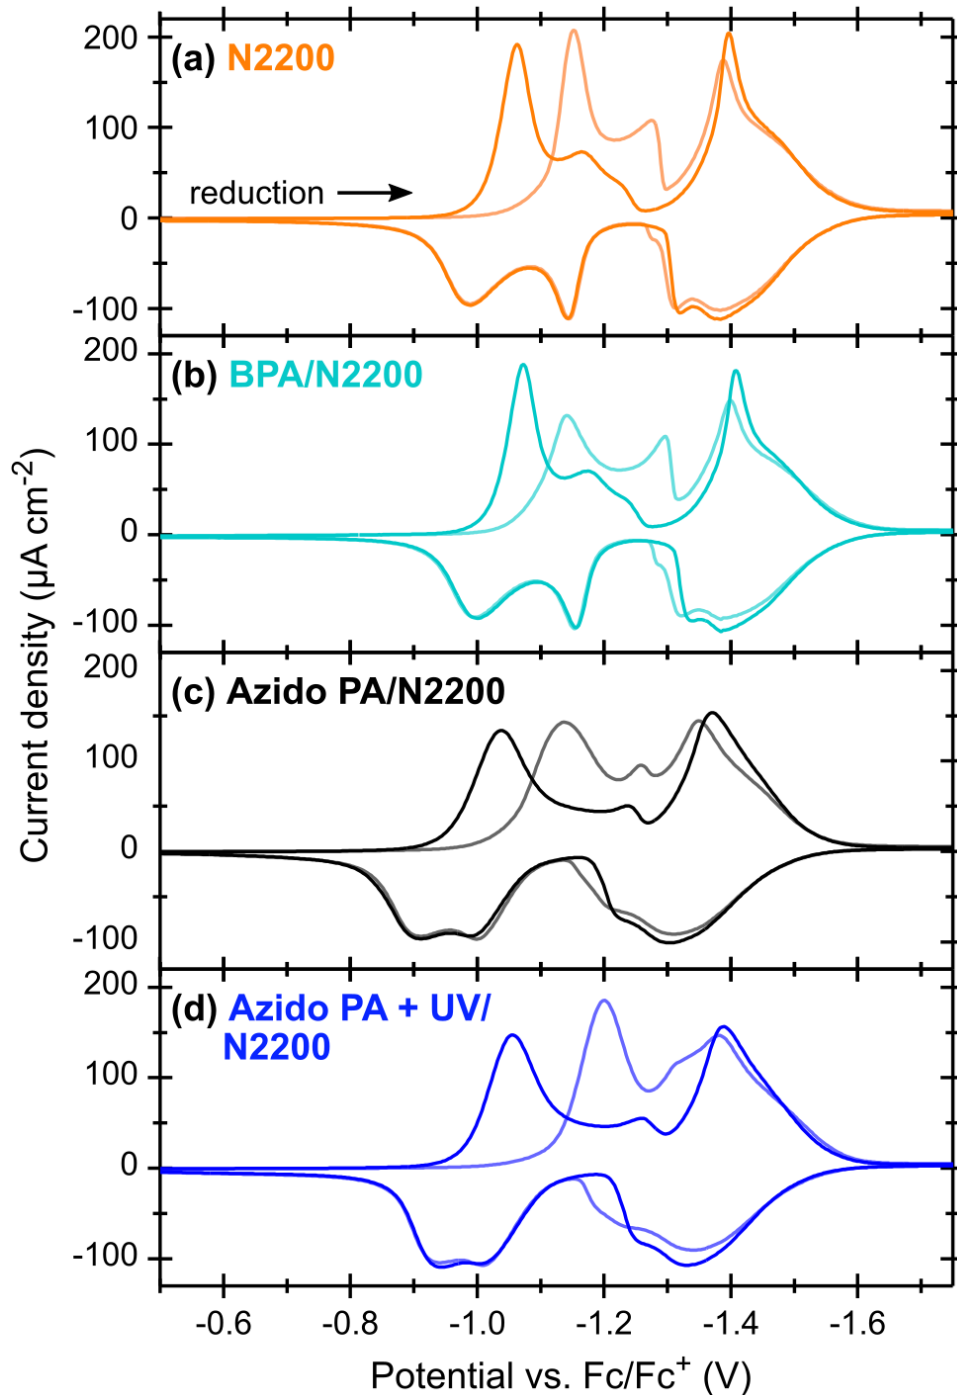 (a) N2200
200
100
0
-100
reduction
(b) BPA/N2200
200
100
0
-100
(c) Azido PA/N2200
200
100
0
-100
(d) Azido PA + UV/
N2200
200
100
0
-100
Current density (µA cm⁻²)
-0.6 -0.8 -1.0 -1.2 -1.4 -1.6
Potential vs. Fc/Fc⁺ (V)